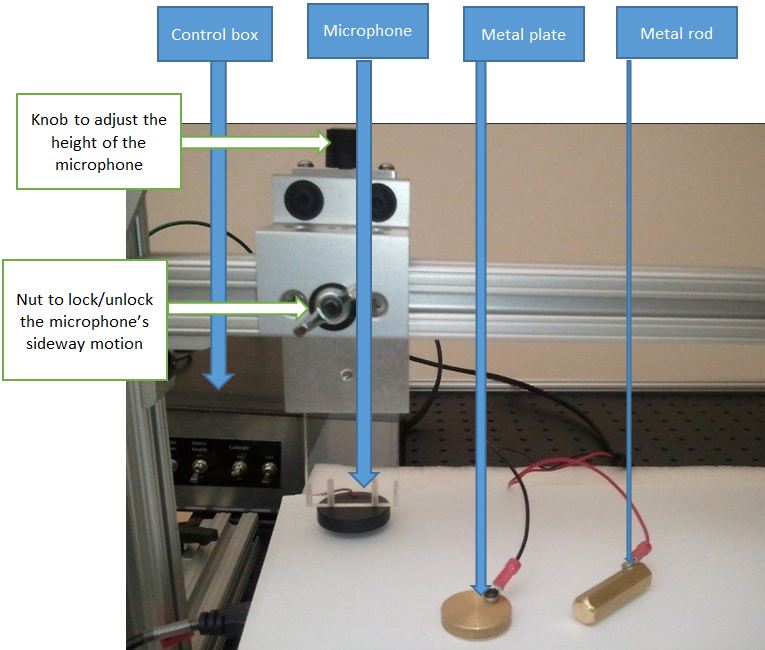 Control box
Microphone
Metal plate
Metal rod
Knob to adjust the
height of the
microphone
Nut to lock/unlock
the microphone’s
sideway motion